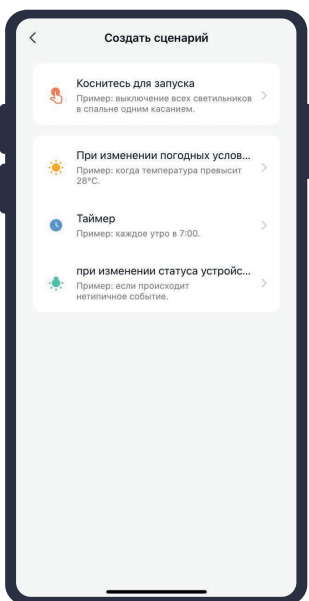 Создать сценарий
Коснитесь для запуска
Пример: выключение всех светильников
в спальне одним касанием.
При изменении погодных услов...
Пример: когда температура превысит
28°C.
Таймер
Пример: каждое утро в 7:00.
при изменении статуса устройс...
Пример: если происходит
нетипичное событие.